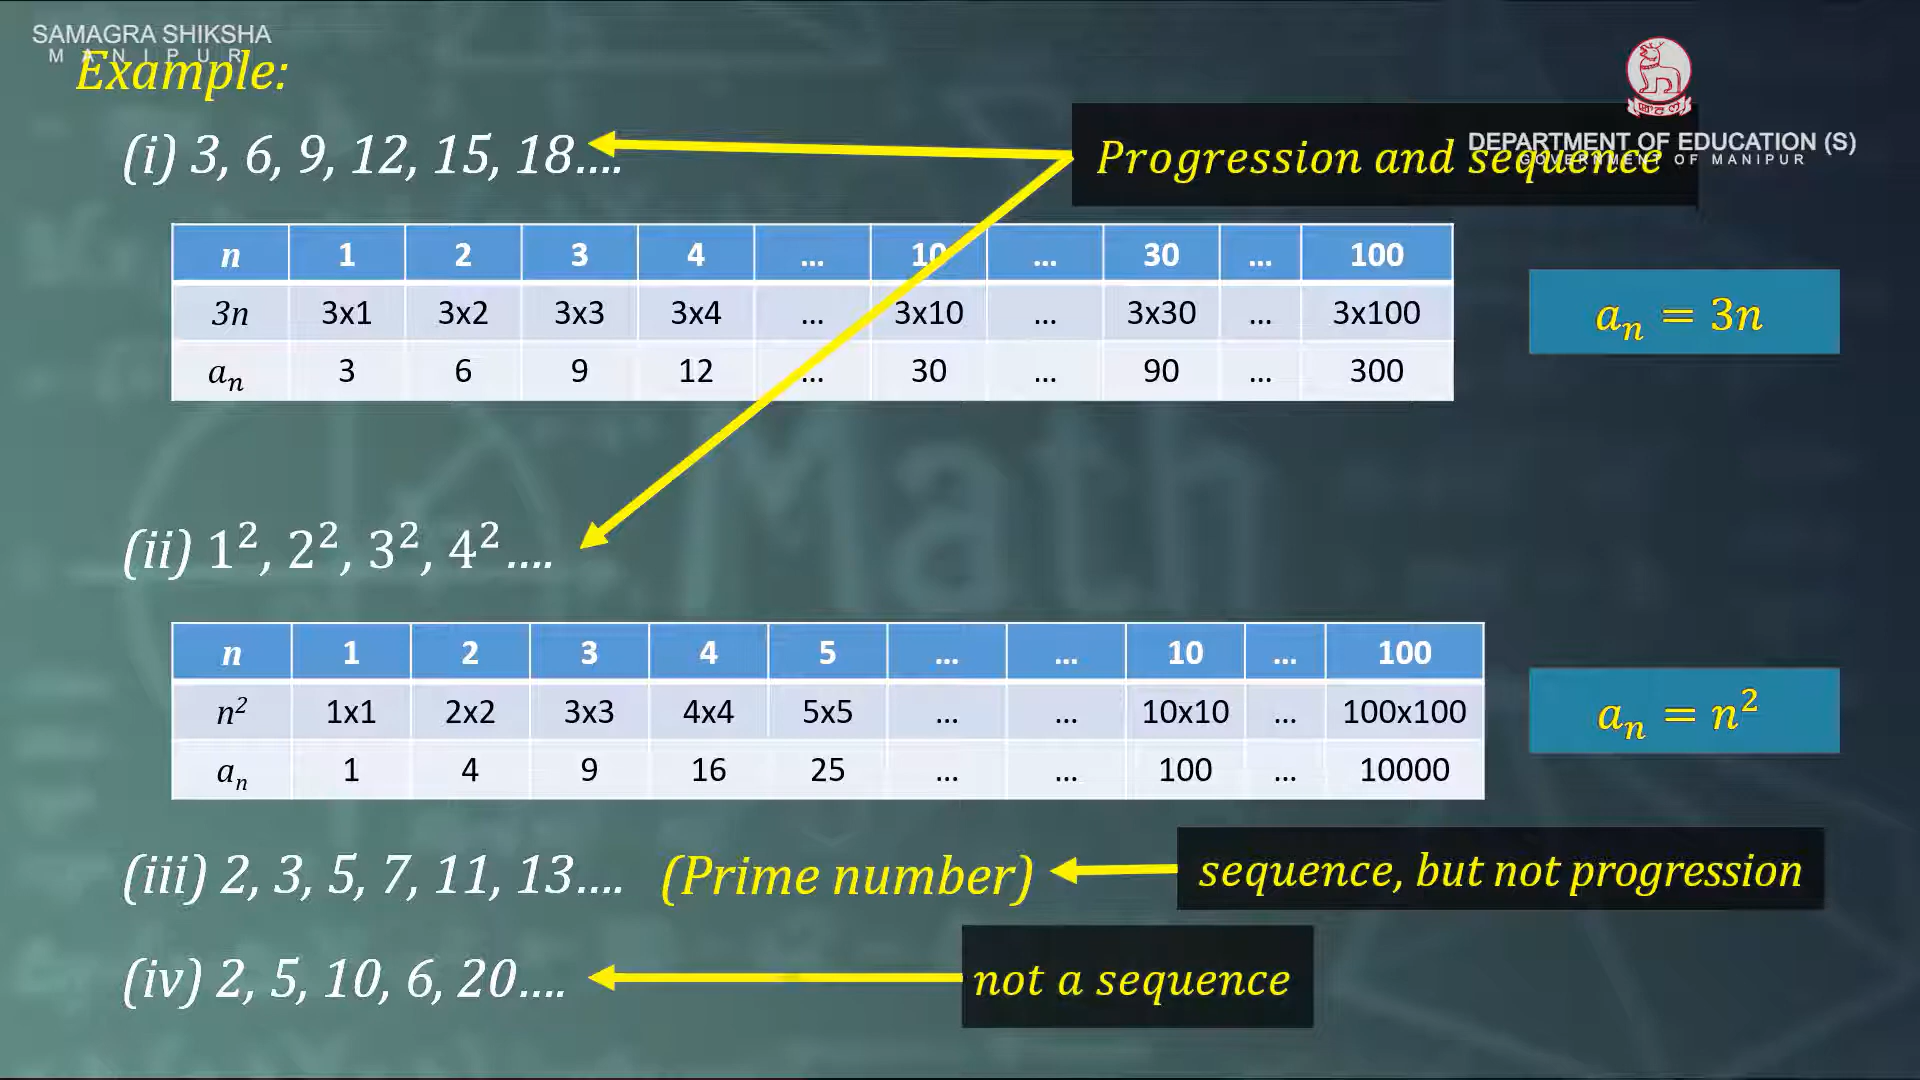 SAMAGRA SHIKSHA
MANIPUR
Example:
DEPARTMENT OF EDUCATION (S)
GOVERNMENT OF MANIPUR
(i) 3, 6, 9, 12, 15, 18....
Progression and sequence
n 1 2 3 4 ... 10 ... 30 ... 100
3n 3x1 3x2 3x3 3x4 ... 3x10 ... 3x30 ... 3x100
aₙ 3 6 9 12 ... 30 ... 90 ... 300
aₙ = 3n
(ii) 1², 2², 3², 4²....
n 1 2 3 4 5 ... ... 10 ... 100
n² 1x1 2x2 3x3 4x4 5x5 ... ... 10x10 ... 100x100
aₙ 1 4 9 16 25 ... ... 100 ... 10000
aₙ = n²
Math
(iii) 2, 3, 5, 7, 11, 13.... (Prime number)
sequence, but not progression
(iv) 2, 5, 10, 6, 20....
not a sequence